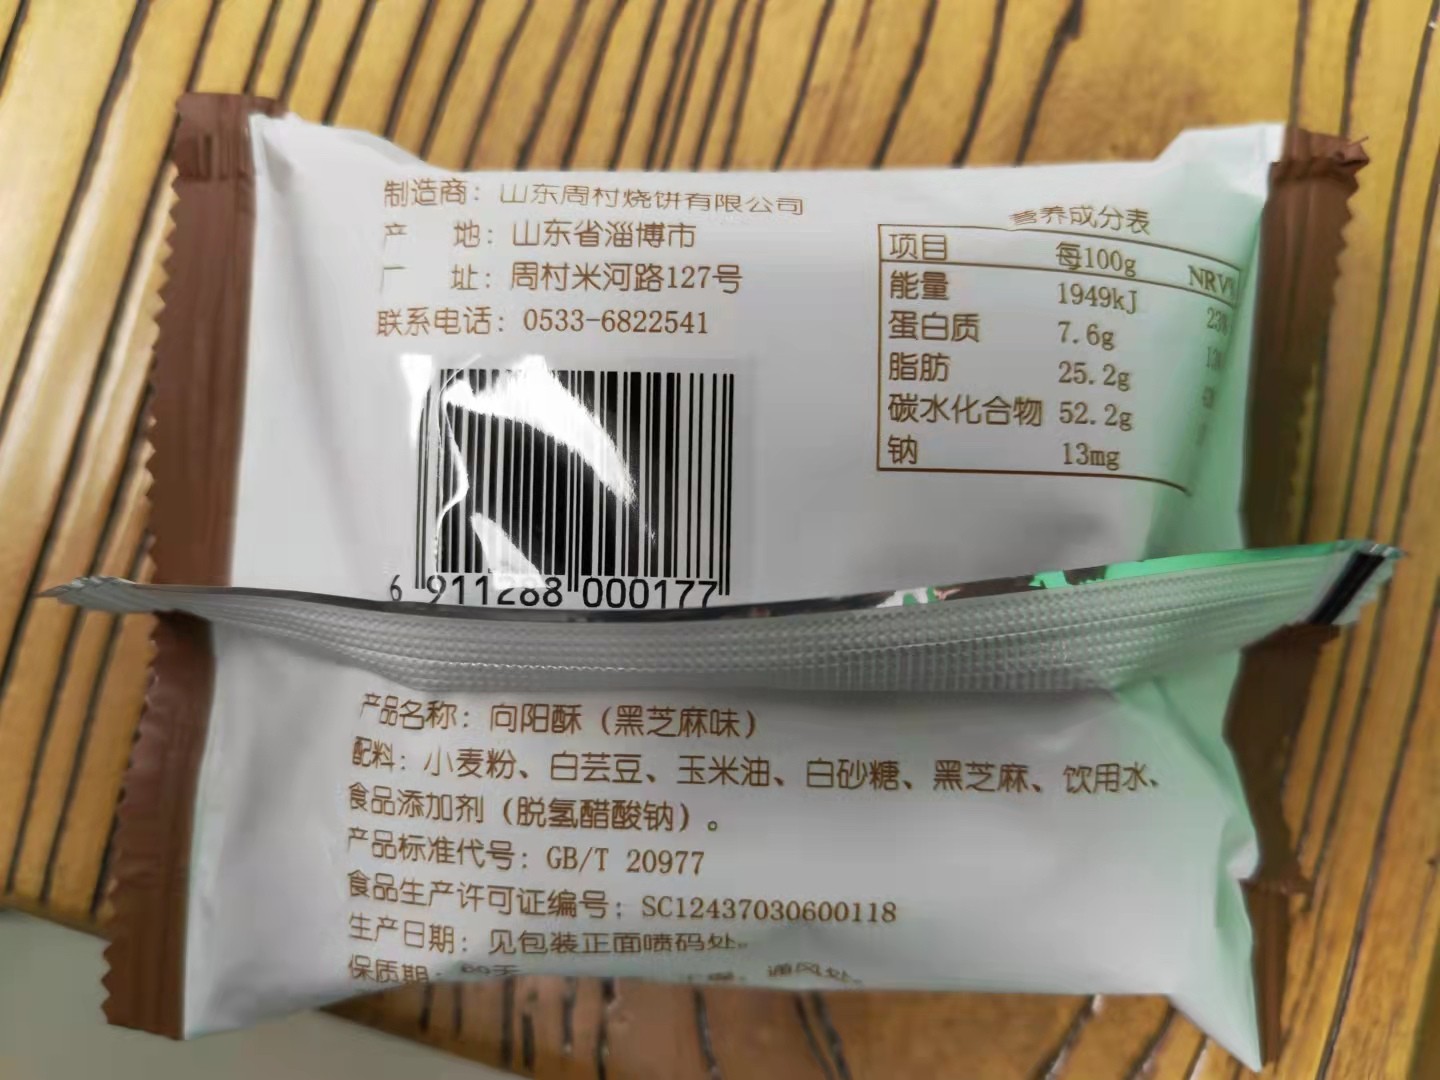 制造商：山东周村烧饼有限公司
产 地：山东省淄博市
厂 址：周村米河路127号
联系电话：0533-6822541
6 911288 000177
营养成分表
项目 每100g NRV%
能量 1949kJ 23%
蛋白质 7.6g
脂肪 25.2g
碳水化合物 52.2g
钠 13mg
产品名称：向阳酥（黑芝麻味）
配料：小麦粉、白芸豆、玉米油、白砂糖、黑芝麻、饮用水、
食品添加剂（脱氢醋酸钠）。
产品标准代号：GB/T 20977
食品生产许可证编号：SC12437030600118
生产日期：见包装正面喷码处。
保质期： 通风处。